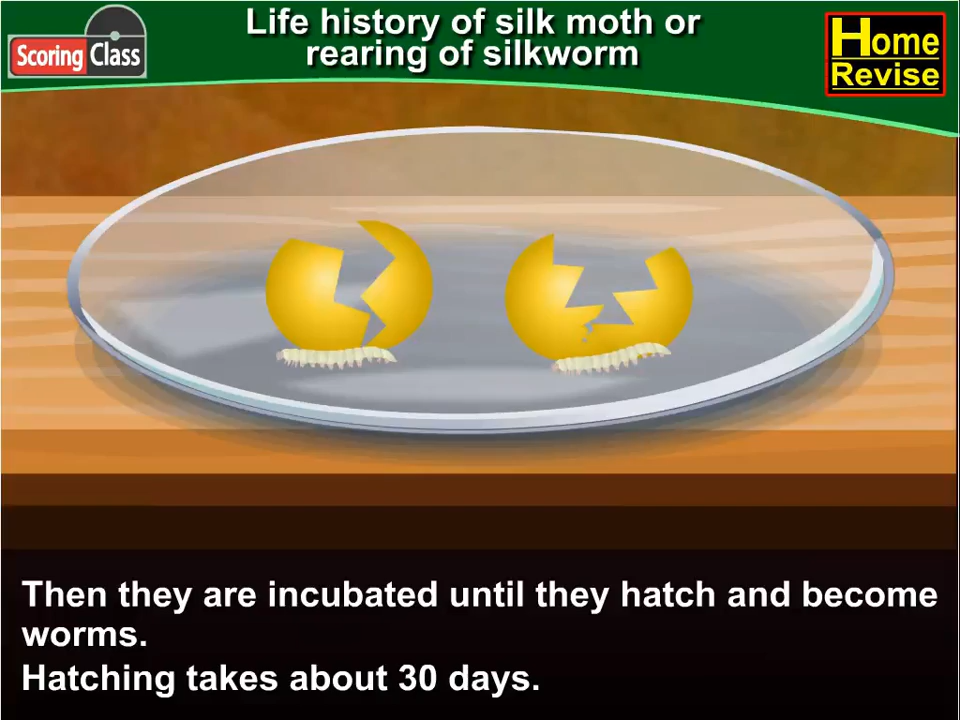 Life history of silk moth or
rearing of silkworm
Scoring Class
Home
Revise
Then they are incubated until they hatch and become
worms.
Hatching takes about 30 days.